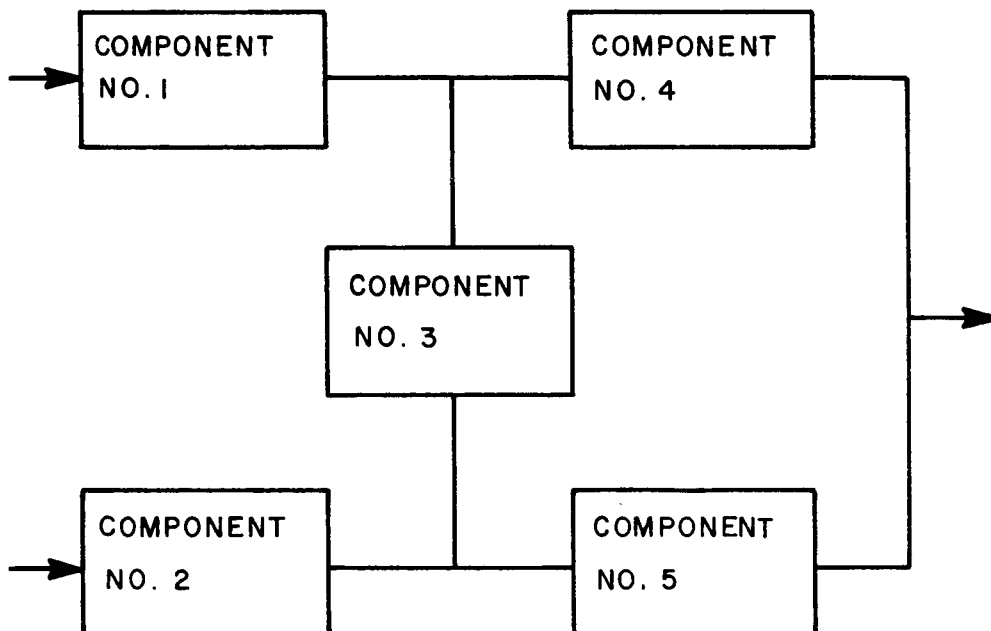 COMPONENT
NO. 1
COMPONENT
NO. 4
COMPONENT
NO. 3
COMPONENT
NO. 2
COMPONENT
NO. 5